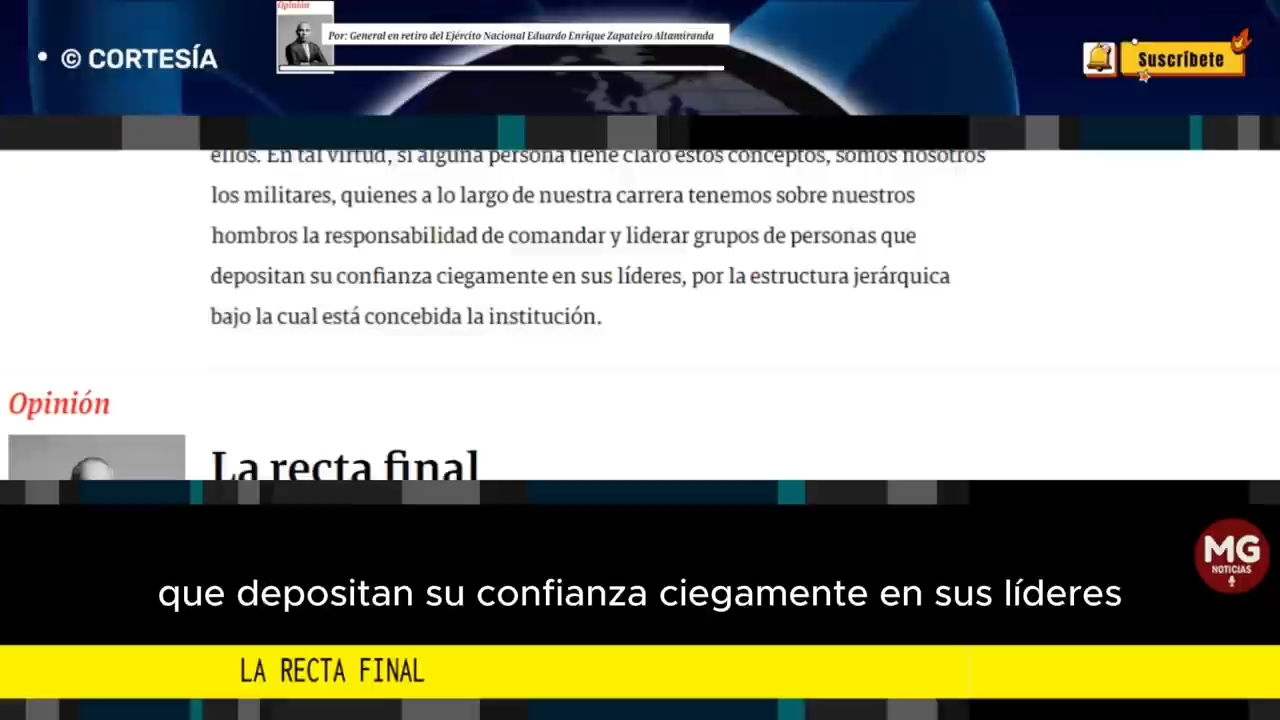 Opinión
Por: General en retiro del Ejército Nacional Eduardo Enrique Zapateiro Altamiranda
• © CORTESÍA
Suscríbete
ellos. En tal virtud, si alguna persona tiene claro estos conceptos, somos nosotros
los militares, quienes a lo largo de nuestra carrera tenemos sobre nuestros
hombros la responsabilidad de comandar y liderar grupos de personas que
depositan su confianza ciegamente en sus líderes, por la estructura jerárquica
bajo la cual está concebida la institución.
Opinión
La recta final
MG
NOTICIAS
que depositan su confianza ciegamente en sus líderes
LA RECTA FINAL